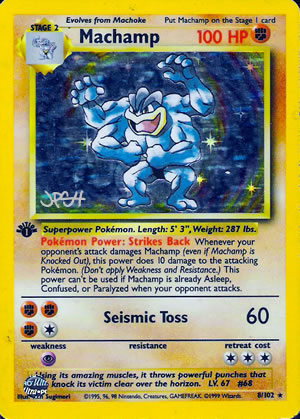 Evolves from Machoke Put Pokémon on the Stage 1 card
STAGE 2
Machamp 100 HP
JPCH
Superpower Pokémon. Length: 5' 3", Weight: 287 lbs.
Pokémon Power: Strikes Back Whenever your
opponent's attack damages Machamp (even if Machamp is
Knocked Out), this power does 10 damage to the attacking
Pokémon. (Don't apply Weakness and Resistance.) This
power can't be used if Machamp is already Asleep,
Confused, or Paralyzed when your opponent attacks.
Seismic Toss 60
weakness resistance retreat cost
Using its amazing muscles, it throws powerful punches that
knock its victim clear over the horizon. LV. 67 #68
Sugimori ©1995, 96, 98 Nintendo, Creatures, GAMEFREAK. ©1999 Wizards. 8/102